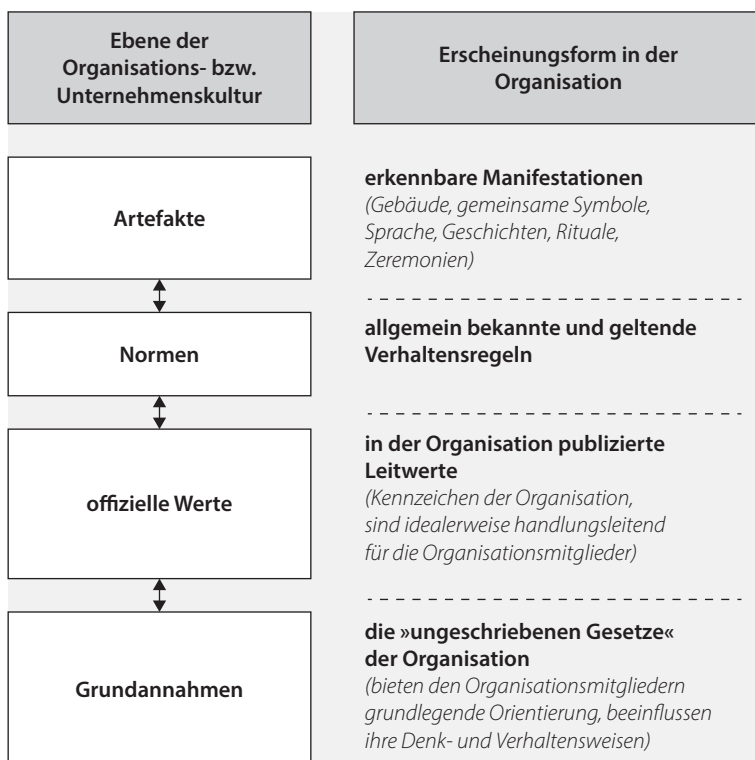 Ebene der
Organisations- bzw.
Unternehmenskultur
Erscheinungsform in der
Organisation
Artefakte
erkennbare Manifestationen
(Gebäude, gemeinsame Symbole,
Sprache, Geschichten, Rituale,
Zeremonien)
Normen
allgemein bekannte und geltende
Verhaltensregeln
offizielle Werte
in der Organisation publizierte
Leitwerte
(Kennzeichen der Organisation,
sind idealerweise handlungsleitend
für die Organisationsmitglieder)
Grundannahmen
die »ungeschriebenen Gesetze«
der Organisation
(bieten den Organisationsmitgliedern
grundlegende Orientierung, beeinflussen
ihre Denk- und Verhaltensweisen)